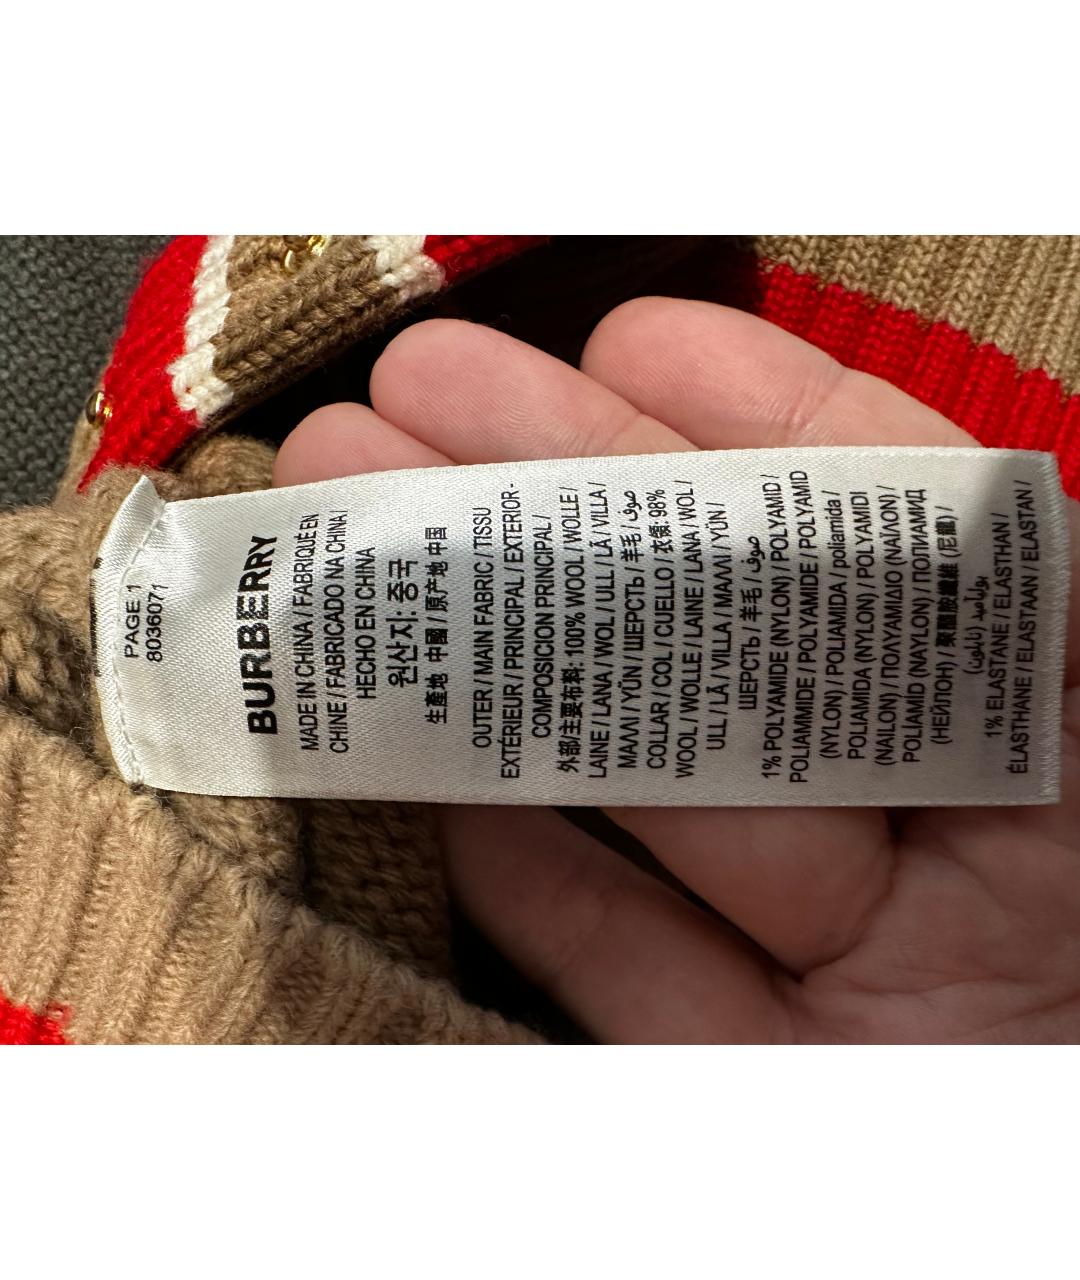 PAGE 1
8036071
BURBERRY
MADE IN CHINA / FABRIQUÉ EN
CHINE / FABRICADO NA CHINA /
HECHO EN CHINA
원산지: 중국
生産地 中國 / 原产地 中国
OUTER / MAIN FABRIC / TISSU
EXTÉRIEUR / PRINCIPAL / EXTERIOR -
COMPOSICION PRINCIPAL /
外部/主要布料: 100% WOOL / WOLLE /
LAINE / LANA / WOL / ULL / LÃ / VILLA /
ΜΑΛΛΙ / YÜN / ШЕРСТЬ / 羊毛 / صوف /
COLLAR / COL / CUELLO / 衣領: 98%
WOOL / WOLLE / LAINE / LANA / WOL /
ULL / LÃ / VILLA / ΜΑΛΛΙ / YÜN /
ШЕРСТЬ / 羊毛 / صوف /
1% POLYAMIDE (NYLON) / POLYAMID /
POLIAMMIDE / POLYAMIDE / POLYAMID
(NYLON) / POLIAMIDA / poliamida /
POLIAMIDA (NYLON) / POLYAMIDI
(NAILON) / ΠΟΛΥΑΜΙΔΙΟ (ΝΑΪΛΟΝ) /
POLIAMID (NAYLON) / ПОЛИАМИД
(НЕЙЛОН) / 聚酰胺纖維 (尼龍) /
بولياميد (نايلون)
1% ELASTANE / ELASTHAN /
ÉLASTHANE / ELASTAAN / ELASTAN /